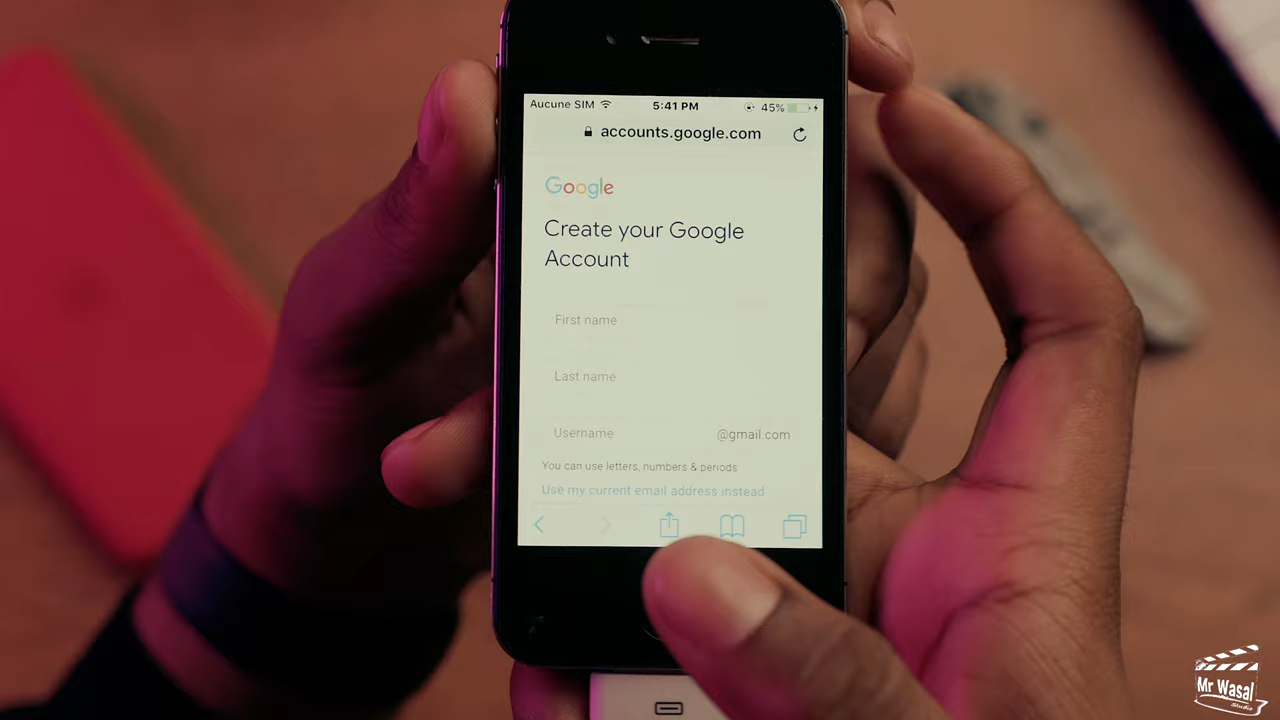 Aucune SIM 5:41 PM 45%
accounts.google.com
Google
Create your Google
Account
First name
Last name
Username @gmail.com
You can use letters, numbers & periods
Use my current email address instead
Mr Wasal
Studio